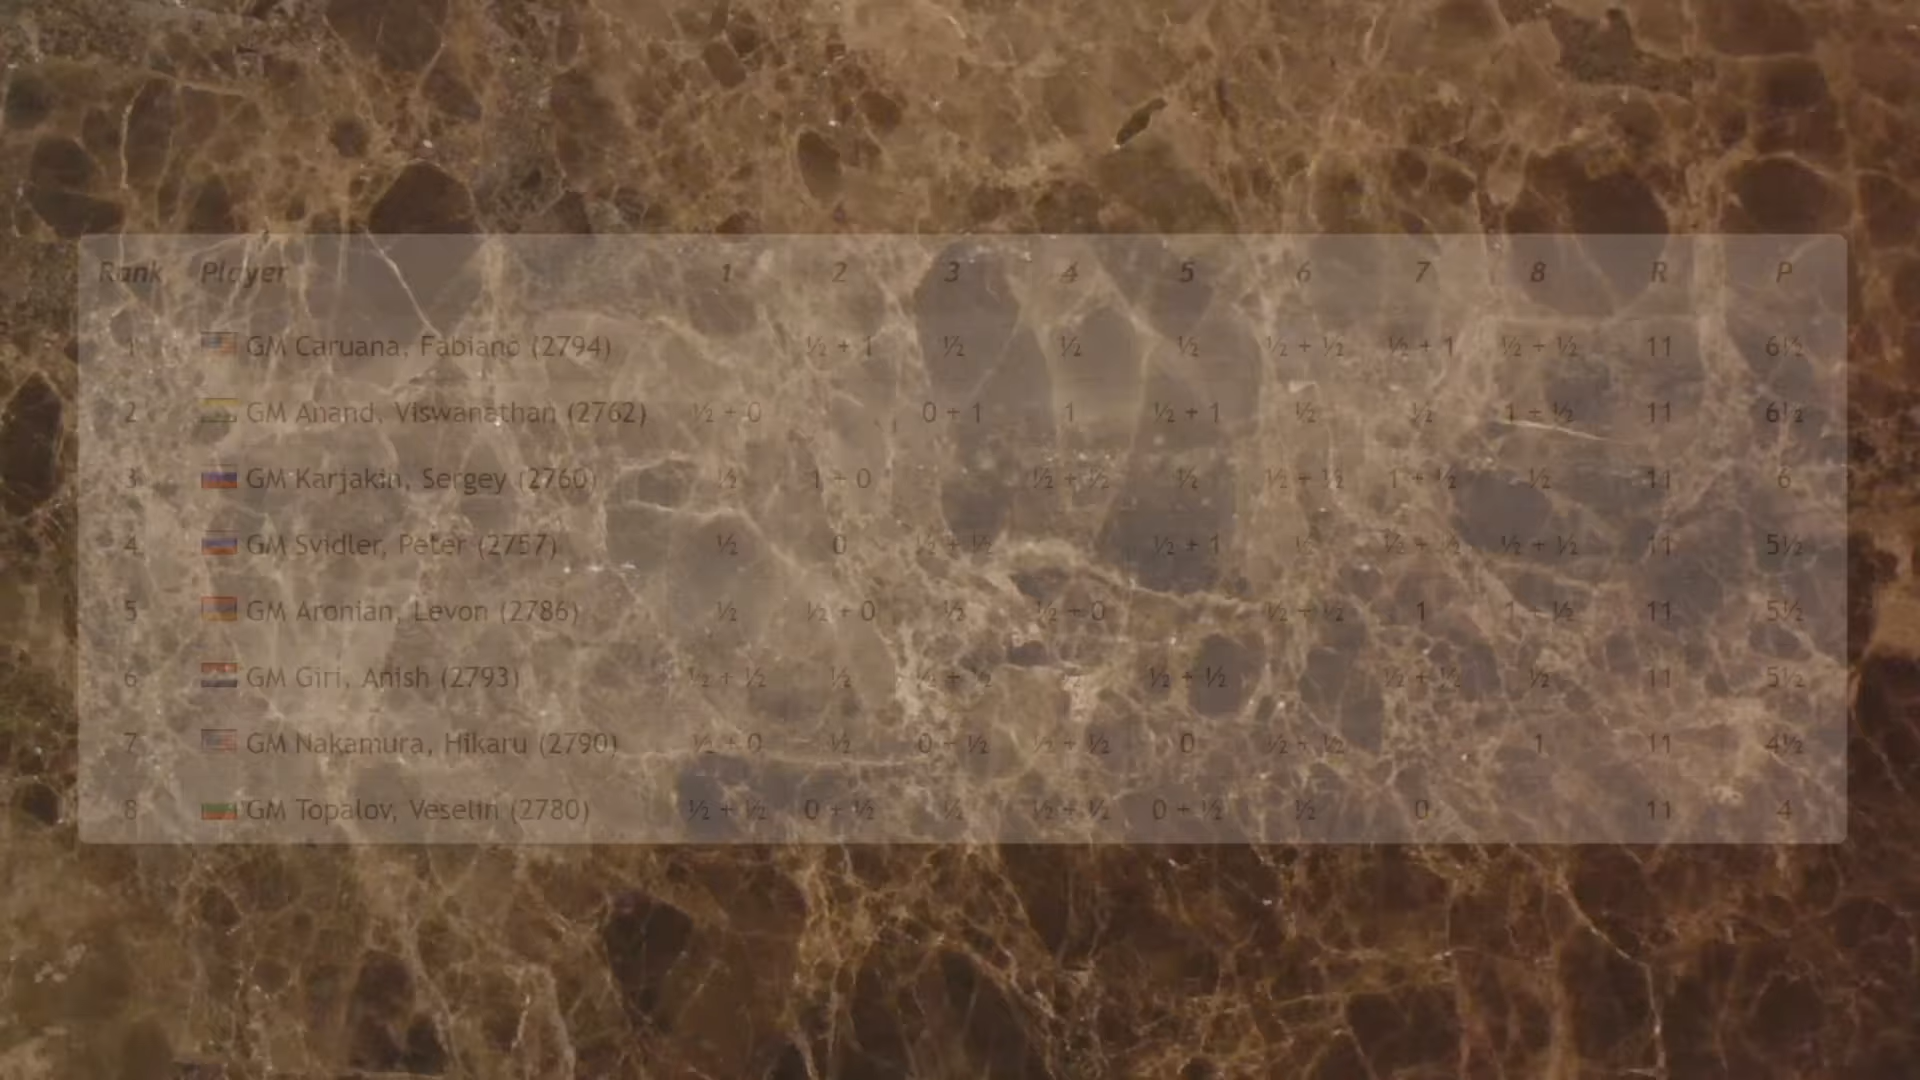 Rank Player 1 2 3 4 5 6 7 8 R P
1 GM Caruana, Fabiano (2794) ½ + 1 ½ ½ ½ ½ + ½ ½ + 1 ½ + ½ 11 6½
2 GM Anand, Viswanathan (2762) ½ + 0 0 + 1 1 ½ + 1 ½ ½ 1 + ½ 11 6½
3 GM Karjakin, Sergey (2760) ½ 1 + 0 ½ + ½ ½ ½ + ½ 1 + ½ ½ 11 6
4 GM Svidler, Peter (2757) ½ 0 ½ + ½ ½ + 1 ½ ½ + ½ ½ + ½ 11 5½
5 GM Aronian, Levon (2786) ½ ½ + 0 ½ ½ + 0 ½ + ½ 1 1 + ½ 11 5½
6 GM Giri, Anish (2793) ½ + ½ ½ ½ + ½ ½ ½ + ½ ½ + ½ ½ 11 5½
7 GM Nakamura, Hikaru (2790) ½ + 0 ½ 0 + ½ ½ + ½ 0 ½ + ½ 1 11 4½
8 GM Topalov, Veselin (2780) ½ + ½ 0 + ½ ½ ½ + ½ 0 + ½ ½ 0 11 4